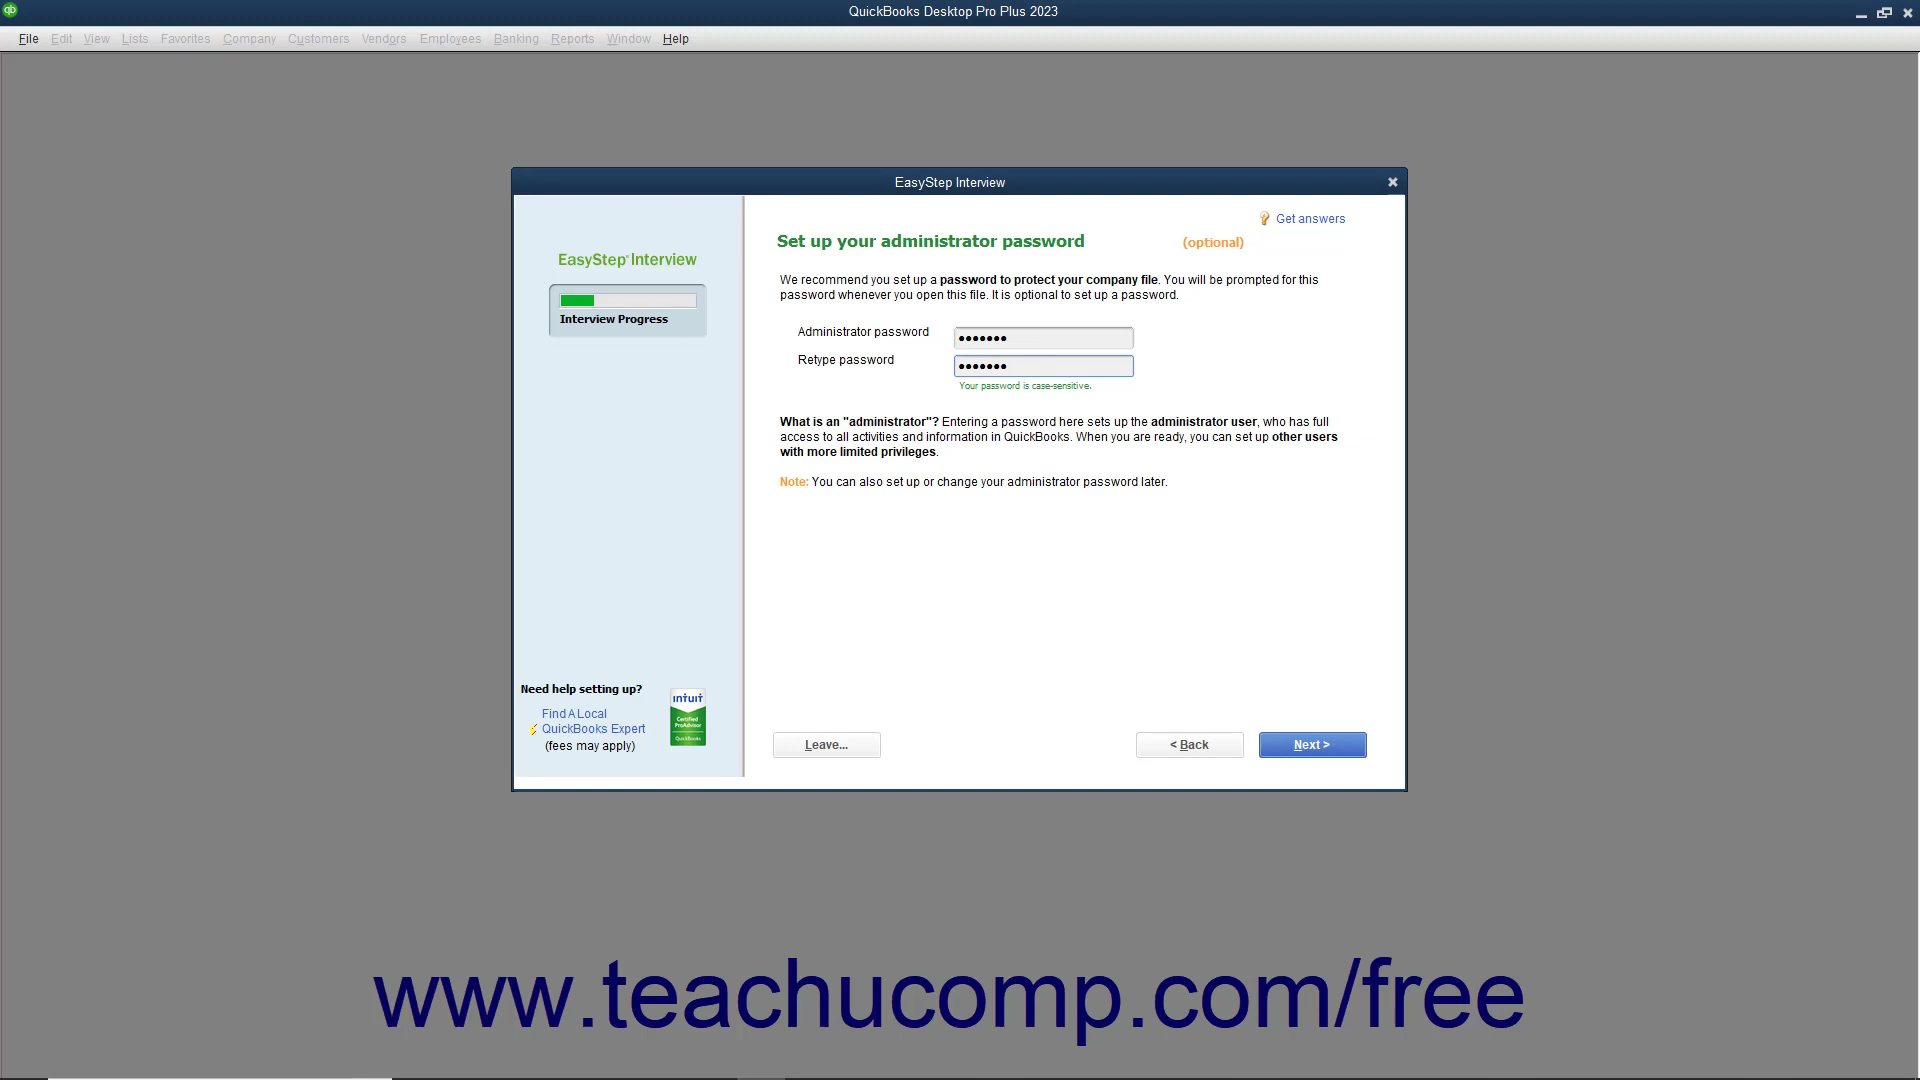 qb
QuickBooks Desktop Pro Plus 2023
File Edit View Lists Favorites Company Customers Vendors Employees Banking Reports Window Help
EasyStep Interview
Get answers
Set up your administrator password (optional)
EasyStep Interview
Interview Progress
We recommend you set up a password to protect your company file. You will be prompted for this
password whenever you open this file. It is optional to set up a password.
Administrator password
Retype password
Your password is case-sensitive.
What is an "administrator"? Entering a password here sets up the administrator user, who has full
access to all activities and information in QuickBooks. When you are ready, you can set up other users
with more limited privileges.
Note: You can also set up or change your administrator password later.
Need help setting up?
Find A Local
QuickBooks Expert
(fees may apply)
intuit
Certified
ProAdvisor
QuickBooks
Leave...
< Back
Next >
www.teachucomp.com/free